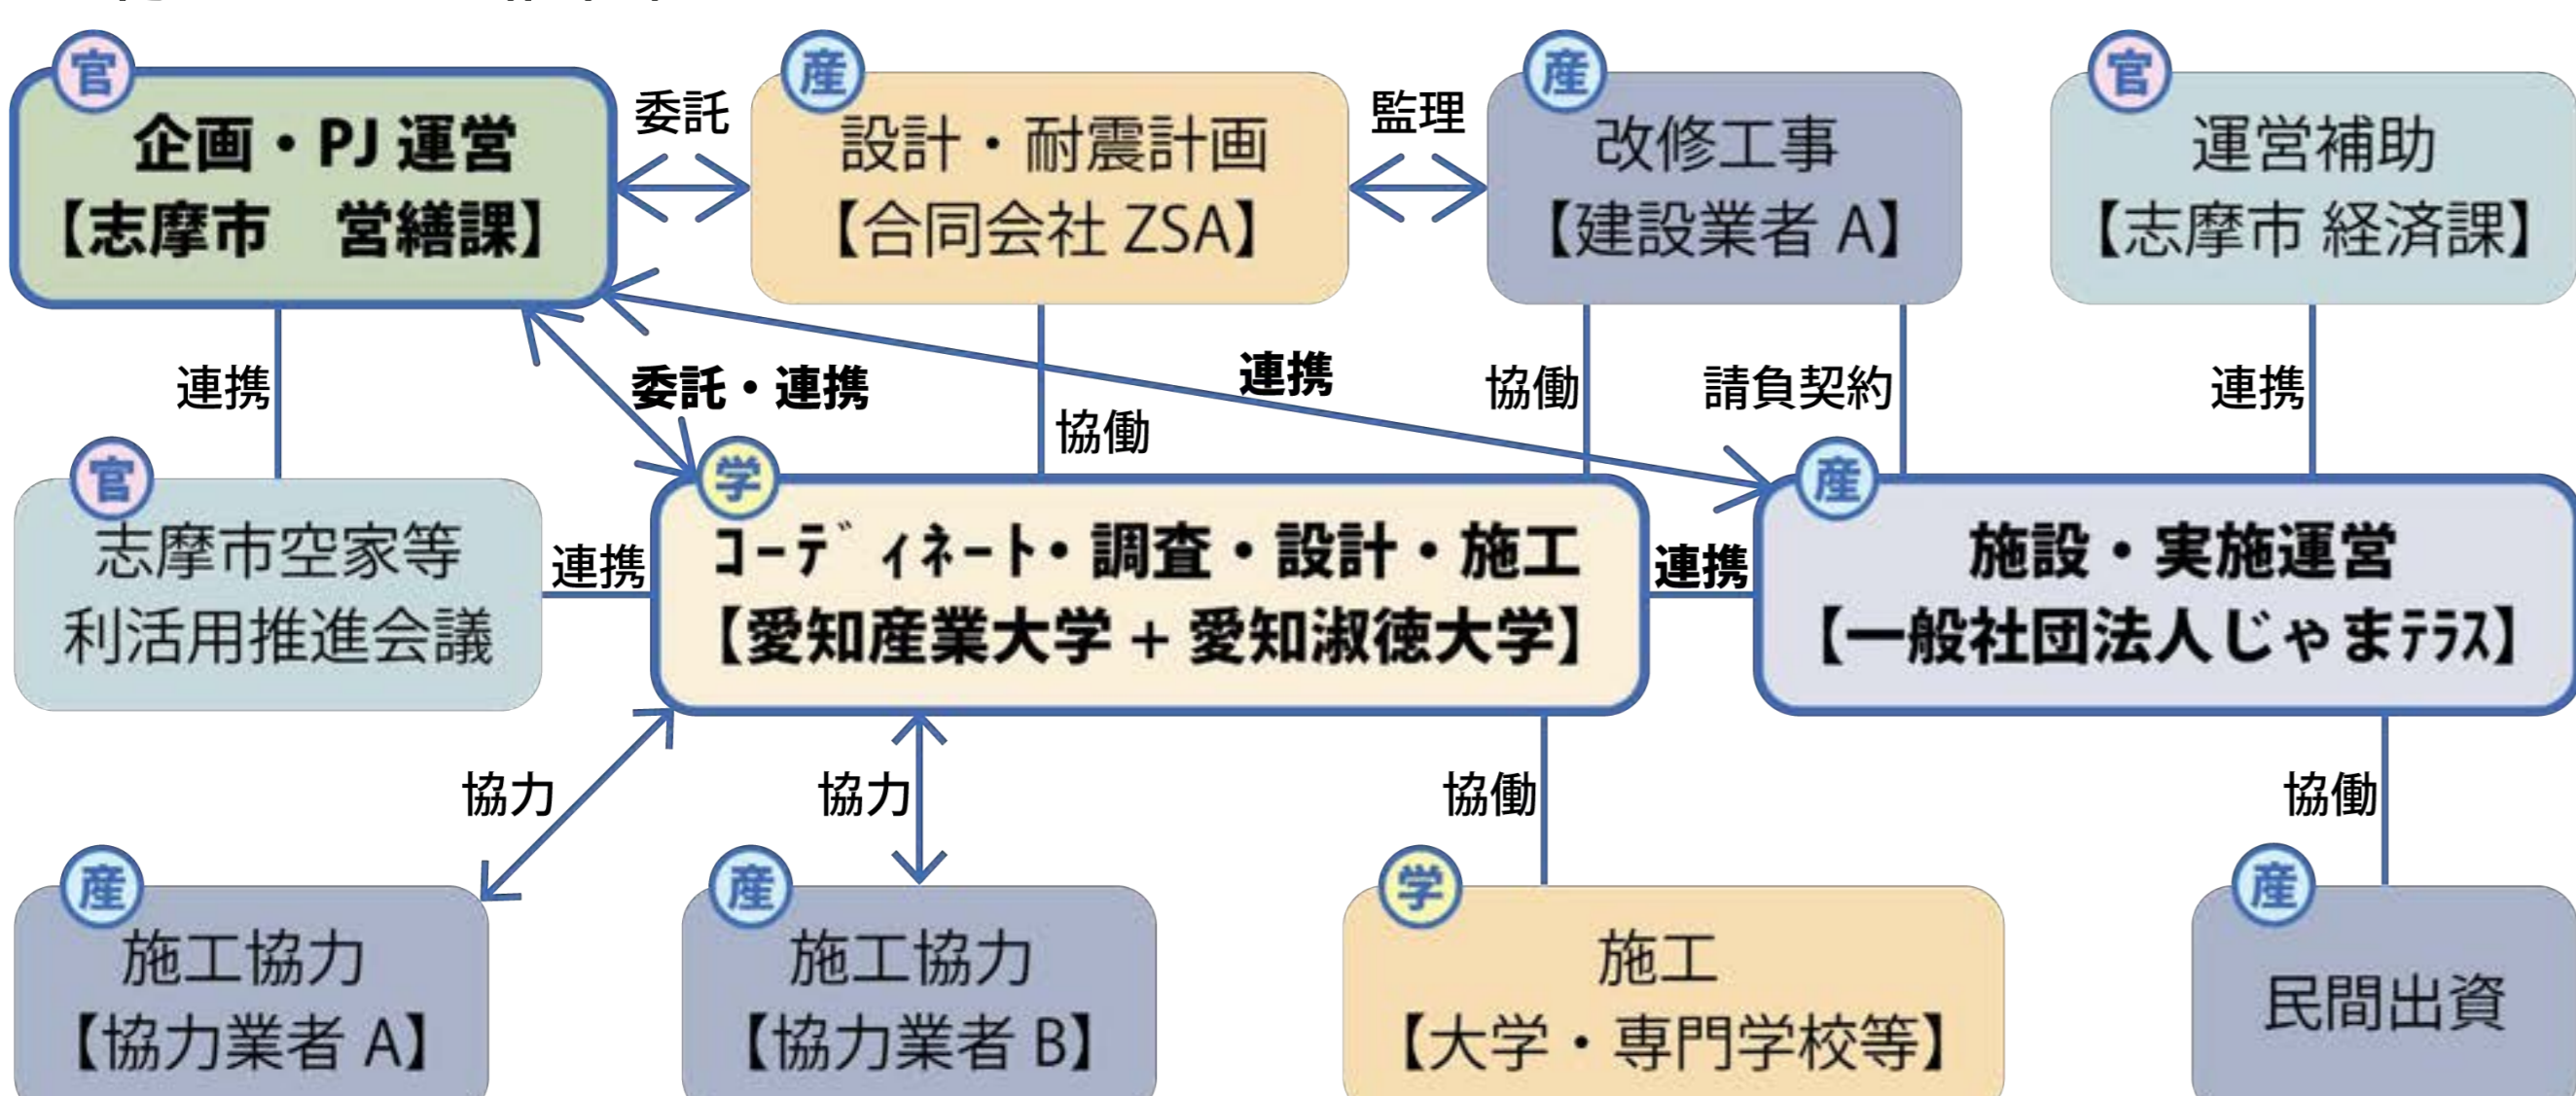 官
企画・PJ 運営
【志摩市　営繕課】
委託
産
設計・耐震計画
【合同会社 ZSA】
監理
産
改修工事
【建設業者 A】
官
運営補助
【志摩市 経済課】
連携
委託・連携
協働
連携
協働
請負契約
連携
官
志摩市空家等
利活用推進会議
連携
学
ｺｰﾃﾞｨﾈｰﾄ・調査・設計・施工
【愛知産業大学 + 愛知淑徳大学】
連携
産
施設・実施運営
【一般社団法人じゃまﾃﾗｽ】
協力
協力
協働
協働
産
施工協力
【協力業者 A】
産
施工協力
【協力業者 B】
学
施工
【大学・専門学校等】
産
民間出資